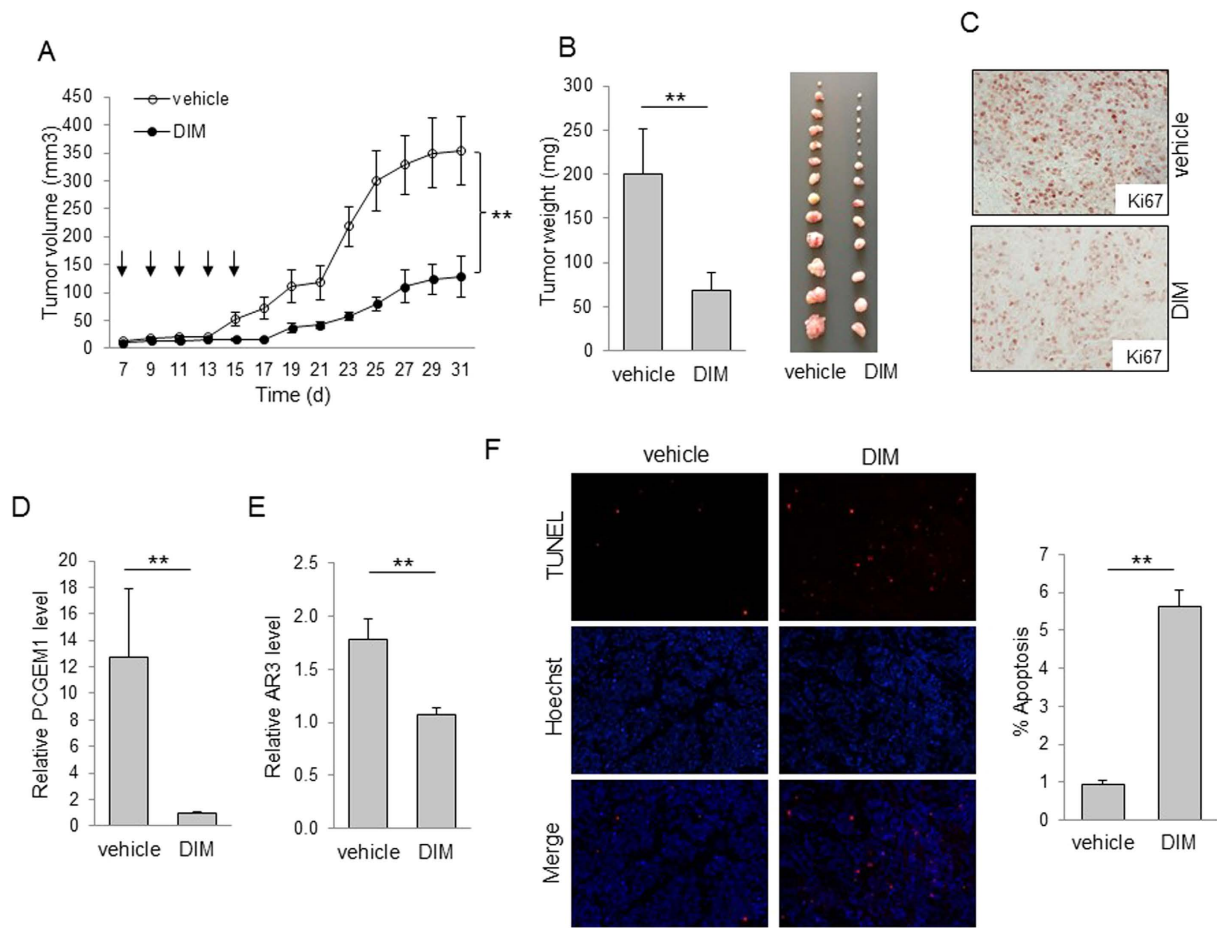 A
Tumor volume (mm3)
450
400
350
300
250
200
150
100
50
0
vehicle
DIM
**
7 9 11 13 15 17 19 21 23 25 27 29 31
Time (d)
B
Tumor weight (mg)
300
250
200
150
100
50
0
**
vehicle DIM
vehicle DIM
C
Ki67
vehicle
Ki67
DIM
D
Relative PCGEM1 level
20
18
16
14
12
10
8
6
4
2
0
**
vehicle DIM
E
Relative AR3 level
2.5
2.0
1.5
1.0
0.5
0.0
**
vehicle DIM
F
vehicle DIM
TUNEL
Hoechst
Merge
% Apoptosis
7
6
5
4
3
2
1
0
**
vehicle DIM